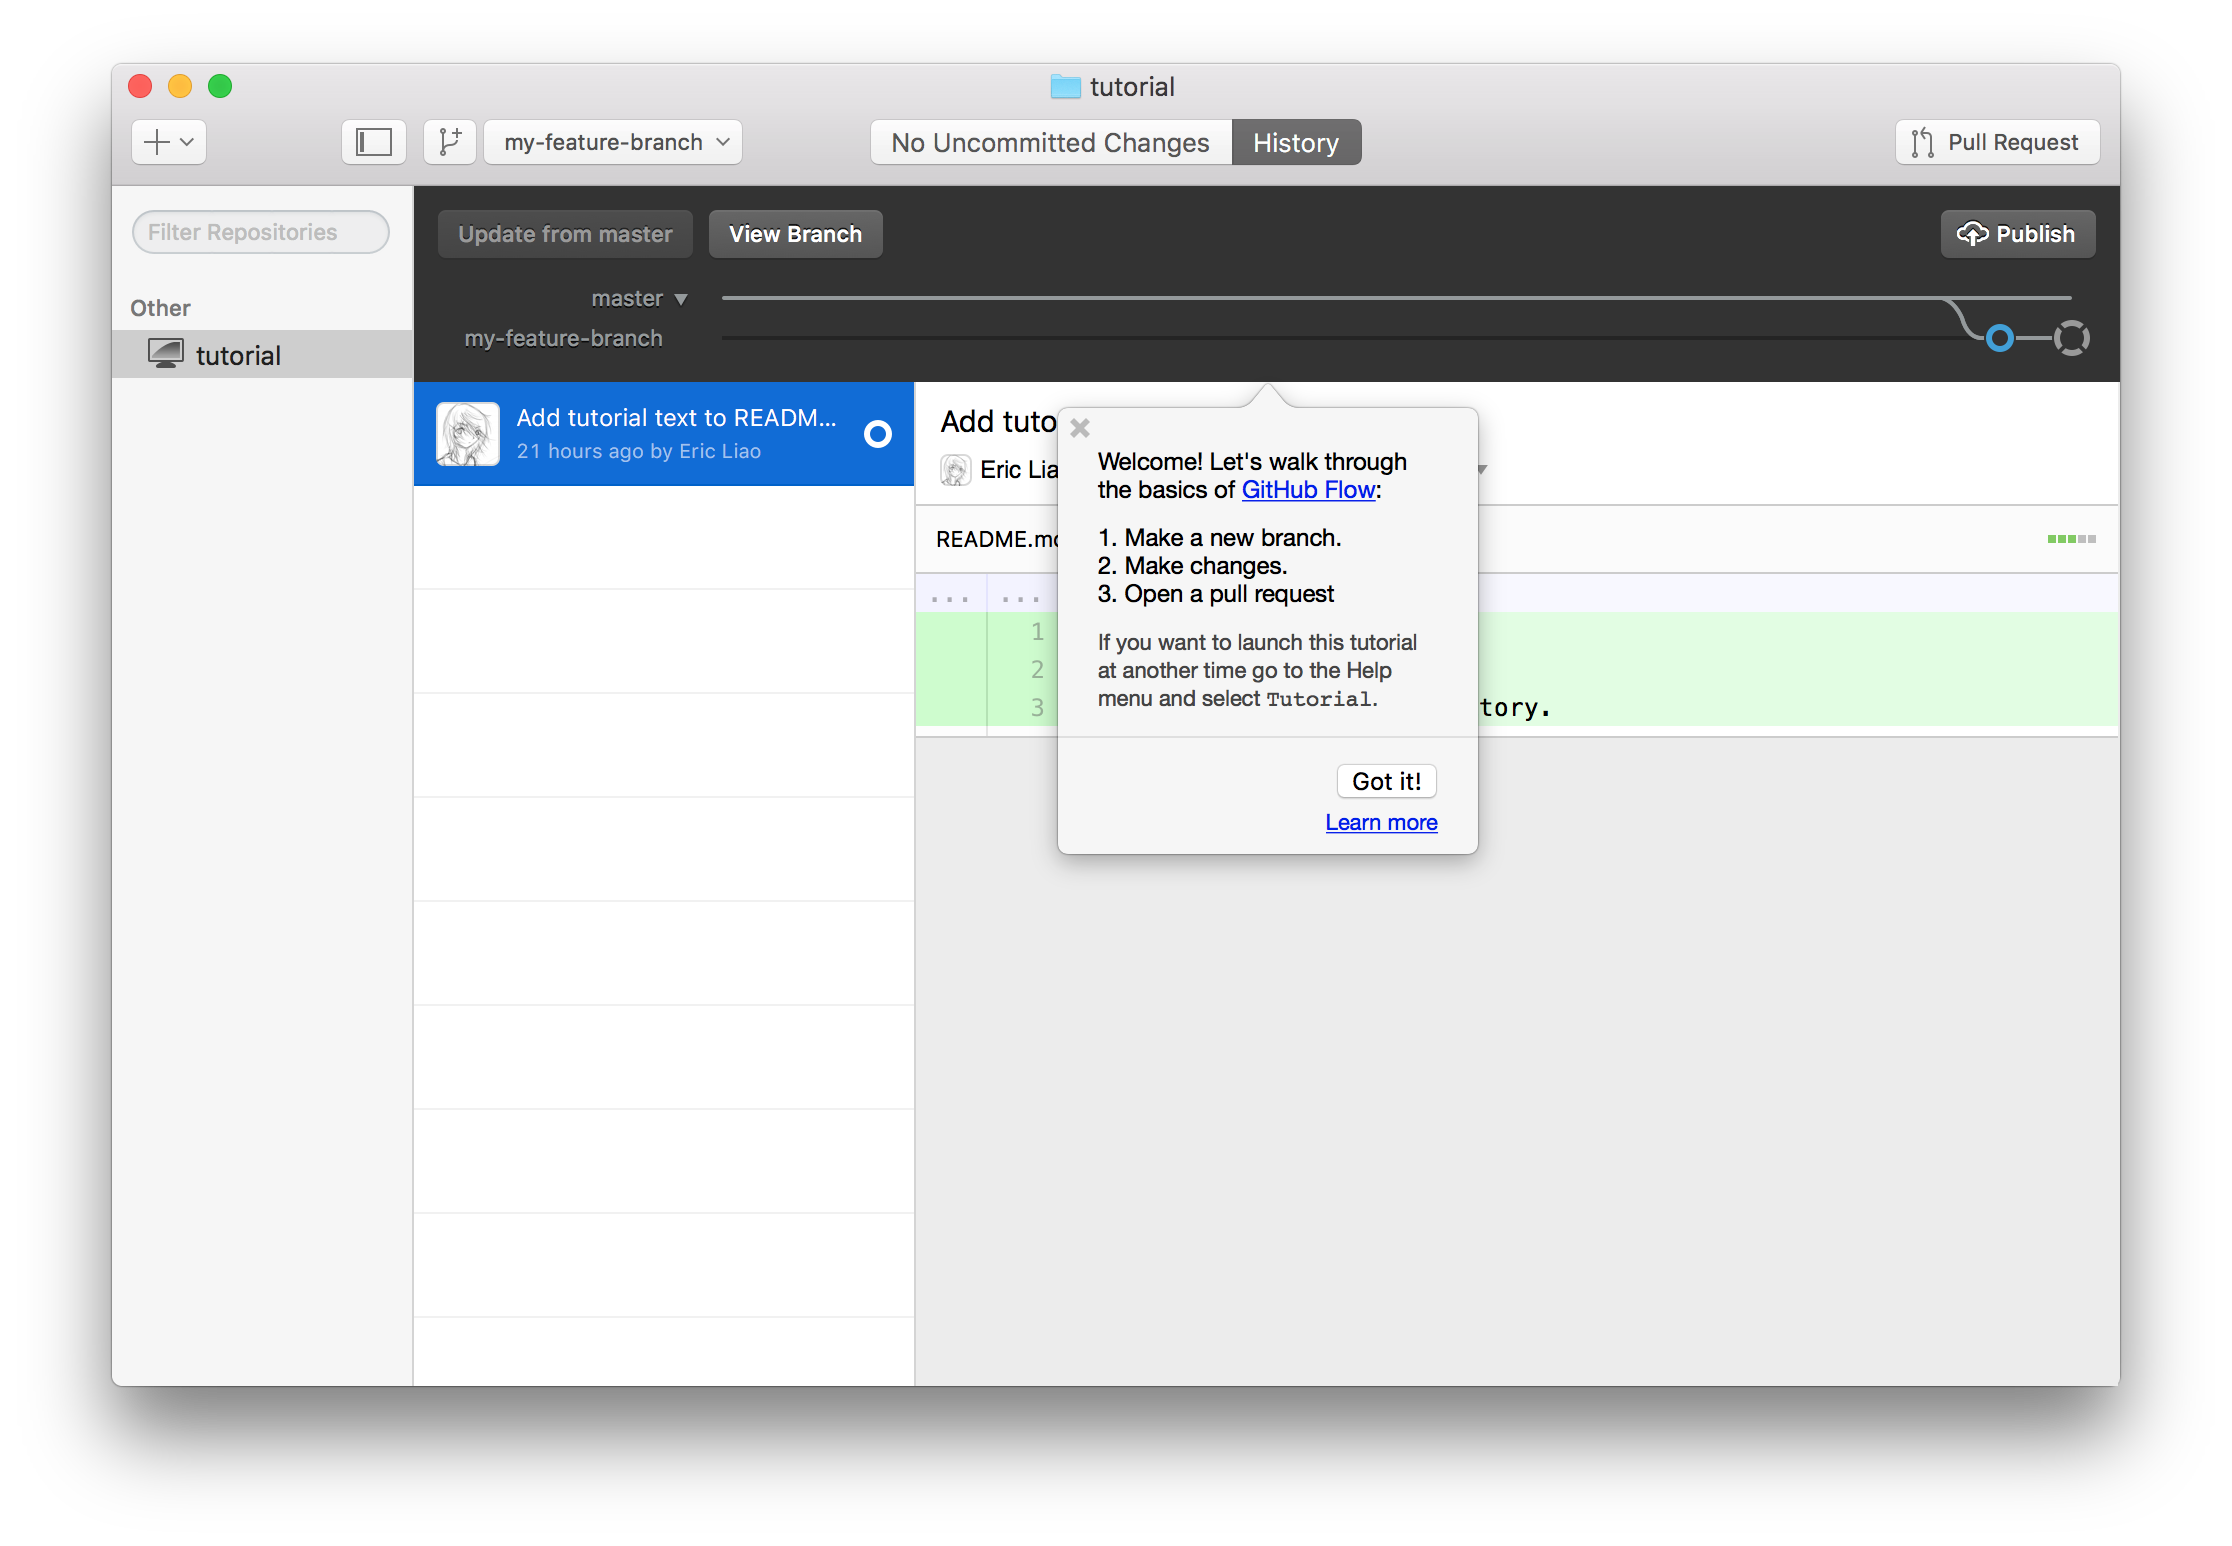 tutorial
my-feature-branch
No Uncommitted Changes
History
Pull Request
Filter Repositories
Other
tutorial
Update from master
View Branch
Publish
master
my-feature-branch
Add tutorial text to READM...
21 hours ago by Eric Liao
Add tuto
Eric Lia
README.md
... ...
1
2
3
tory.
Welcome! Let's walk through
the basics of GitHub Flow:
1. Make a new branch.
2. Make changes.
3. Open a pull request
If you want to launch this tutorial
at another time go to the Help
menu and select Tutorial.
Got it!
Learn more